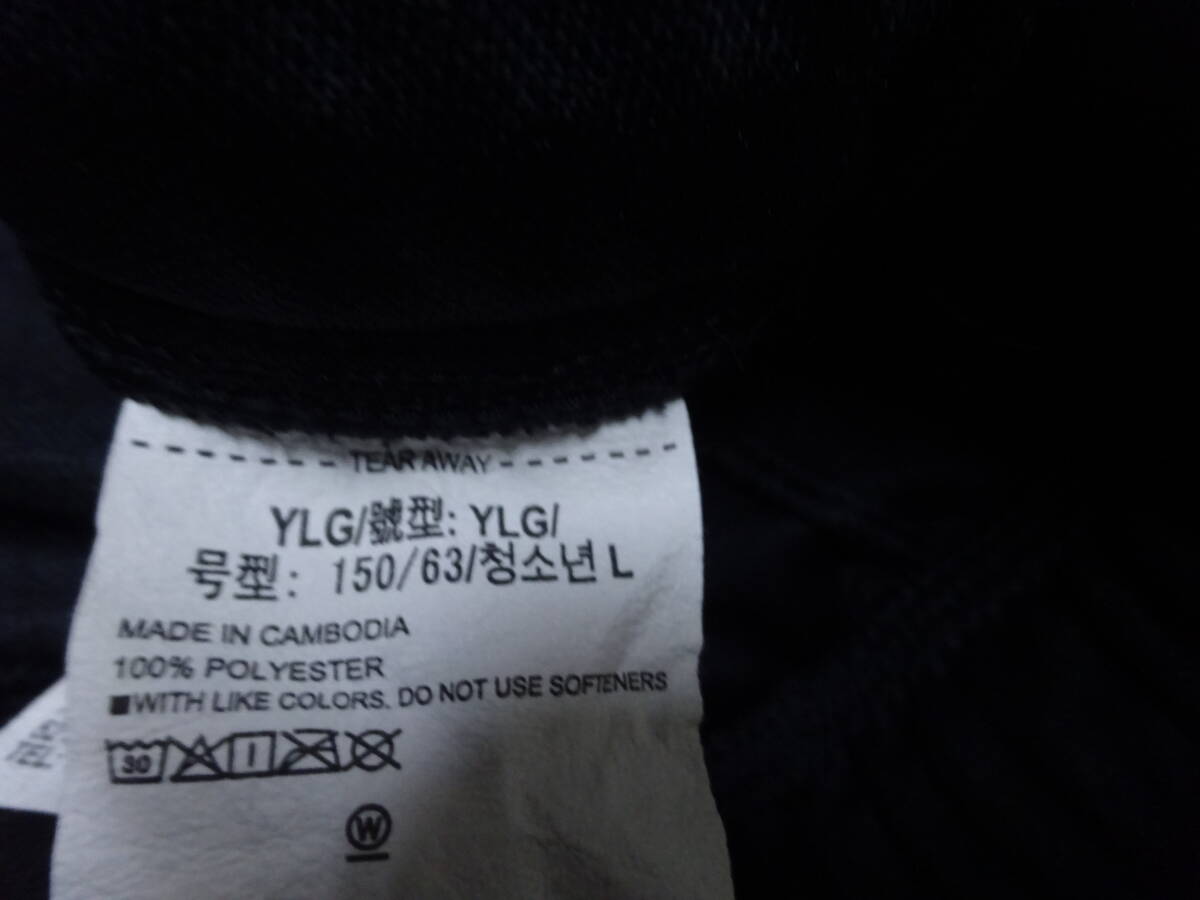 TEAR AWAY
YLG/號型: YLG/
号型: 150/63/청소년 L
MADE IN CAMBODIA
100% POLYESTER
■WITH LIKE COLORS. DO NOT USE SOFTENERS
30
W